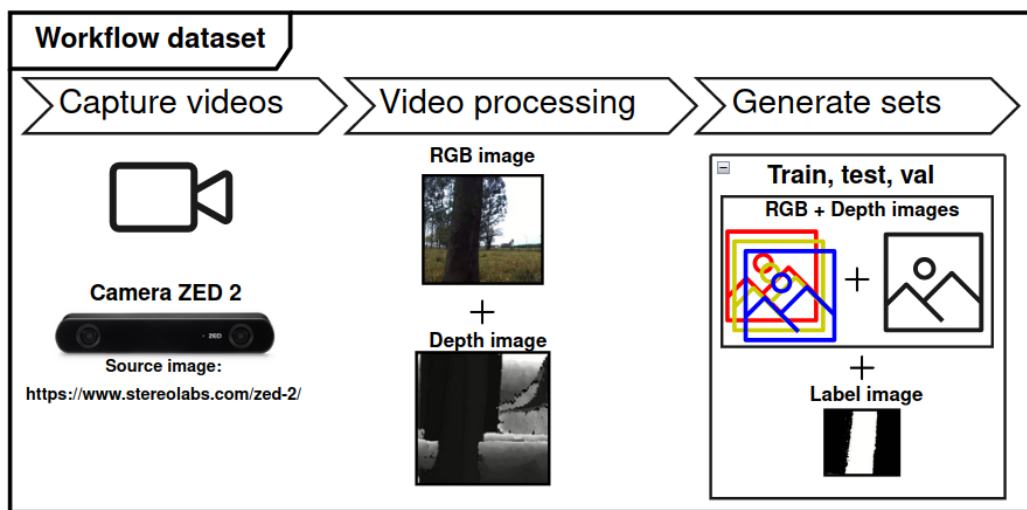 Workflow dataset
Capture videos
Video processing
Generate sets
Camera ZED 2
ZED
Source image:
https://www.stereolabs.com/zed-2/
RGB image
+
Depth image
Train, test, val
RGB + Depth images
+
+
Label image